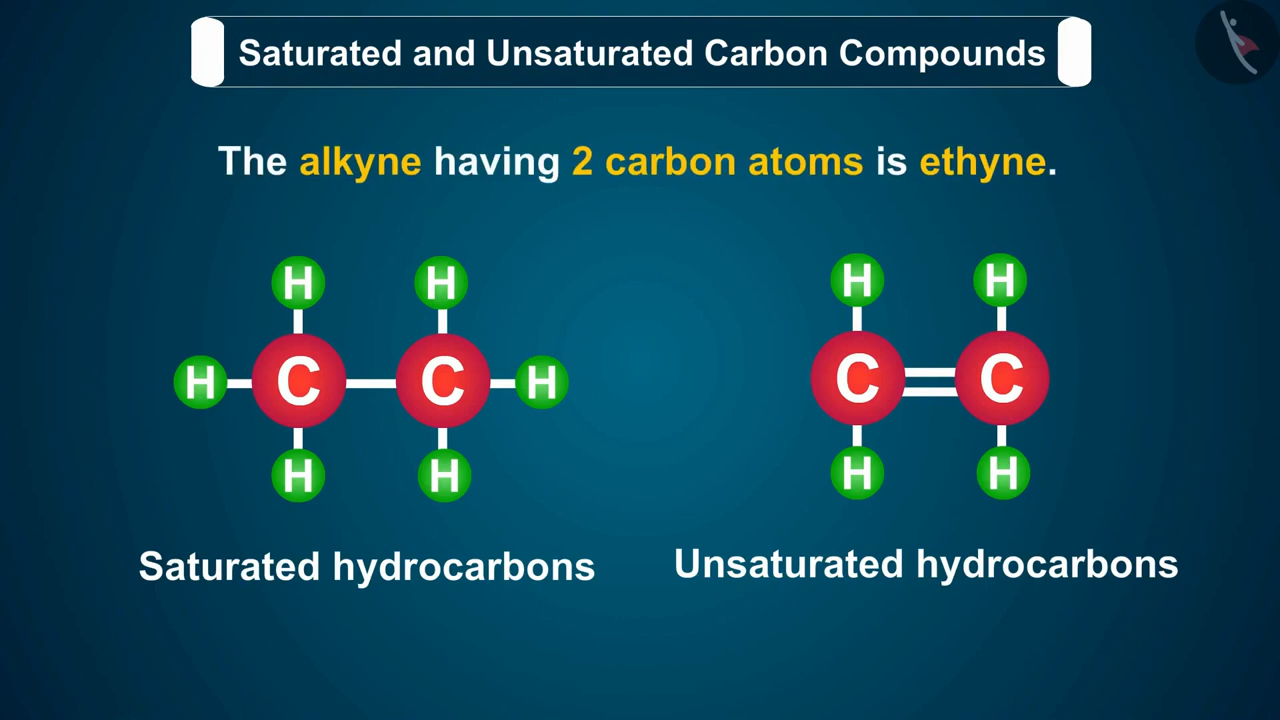 Saturated and Unsaturated Carbon Compounds
The alkyne having 2 carbon atoms is ethyne.
H H H H
H C C H C C
H H H H
Saturated hydrocarbons Unsaturated hydrocarbons